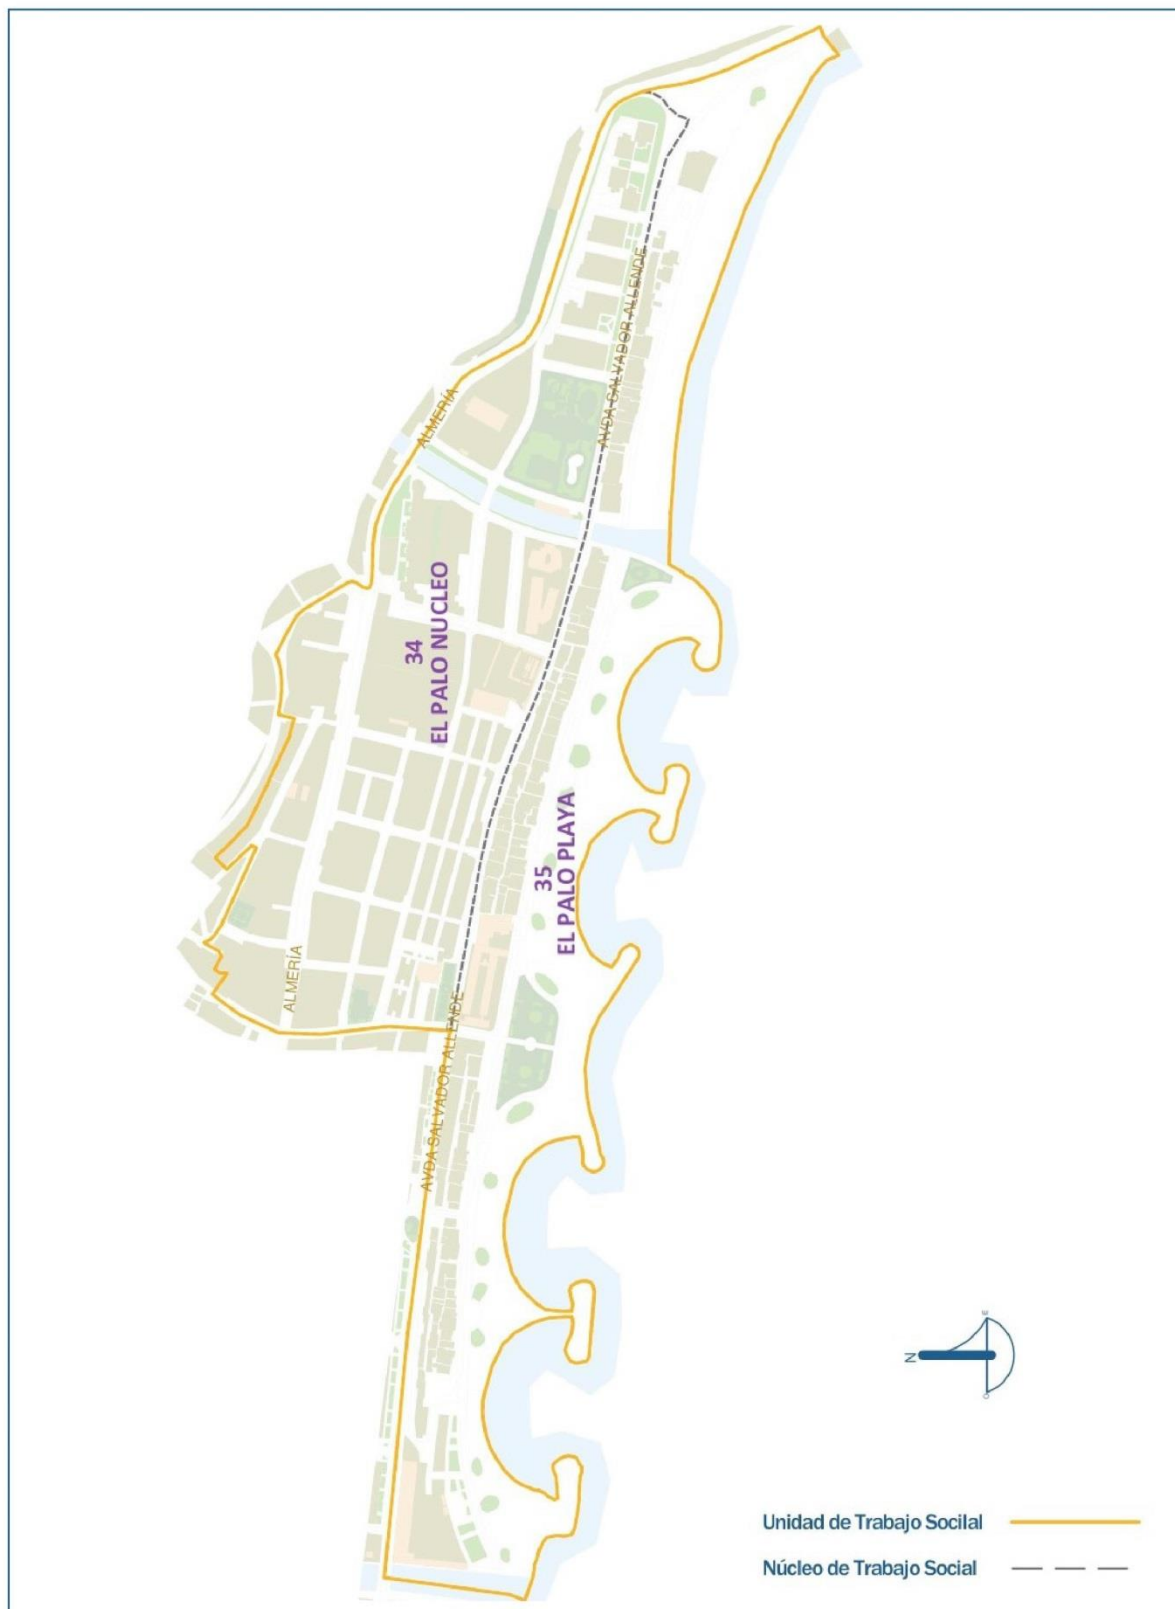 AVDA SALVADOR ALLENDE
ALMERÍA
34
EL PALO NUCLEO
35
EL PALO PLAYA
ALMERÍA
AVDA SALVADOR ALLENDE
N
E
O
Unidad de Trabajo Socilal
Núcleo de Trabajo Social